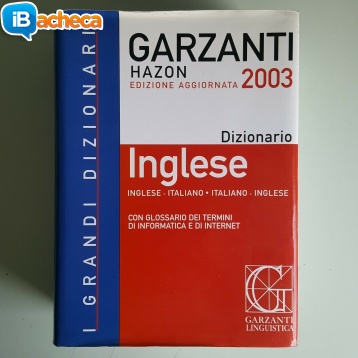 iBacheca
I GRANDI DIZIONARI
GARZANTI
HAZON 2003
EDIZIONE AGGIORNATA
Dizionario
Inglese
INGLESE - ITALIANO • ITALIANO - INGLESE
CON GLOSSARIO DEI TERMINI
DI INFORMATICA E DI INTERNET
GARZANTI
LINGUISTICA